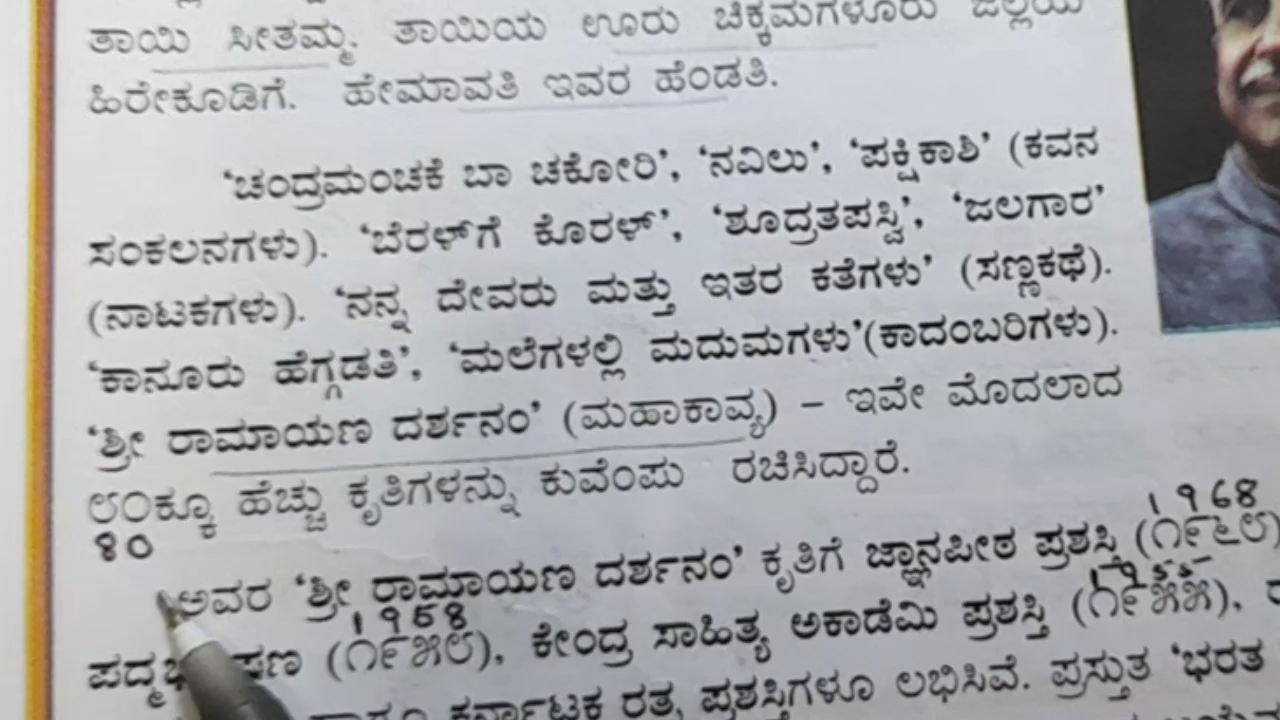 ತಾಯಿ ಸೀತಮ್ಮ. ತಾಯಿಯ ಊರು ಚಿಕ್ಕಮಗಳೂರು ಜಿಲ್ಲೆಯ
ಹಿರೇಕೂಡಿಗೆ. ಹೇಮಾವತಿ ಇವರ ಹೆಂಡತಿ.
‘ಚಂದ್ರಮಂಚಕೆ ಬಾ ಚಕೋರಿ’, ‘ನವಿಲು’, ‘ಪಕ್ಷಿಕಾಶಿ’ (ಕವನ
ಸಂಕಲನಗಳು). ‘ಬೆರಳ್‌ಗೆ ಕೊರಳ್’, ‘ಶೂದ್ರತಪಸ್ವಿ’, ‘ಜಲಗಾರ’
(ನಾಟಕಗಳು). ‘ನನ್ನ ದೇವರು ಮತ್ತು ಇತರ ಕತೆಗಳು’ (ಸಣ್ಣಕಥೆ).
‘ಕಾನೂರು ಹೆಗ್ಗಡತಿ’, ‘ಮಲೆಗಳಲ್ಲಿ ಮದುಮಗಳು’(ಕಾದಂಬರಿಗಳು).
‘ಶ್ರೀ ರಾಮಾಯಣ ದರ್ಶನಂ’ (ಮಹಾಕಾವ್ಯ) – ಇವೇ ಮೊದಲಾದ
೮೦ಕ್ಕೂ ಹೆಚ್ಚು ಕೃತಿಗಳನ್ನು ಕುವೆಂಪು ರಚಿಸಿದ್ದಾರೆ.
80
1968
ಅವರ ‘ಶ್ರೀ ರಾಮಾಯಣ ದರ್ಶನಂ’ ಕೃತಿಗೆ ಜ್ಞಾನಪೀಠ ಪ್ರಶಸ್ತಿ (೧೯೬೮)
1958
1955
(೧೯೫೮), ಕೇಂದ್ರ ಸಾಹಿತ್ಯ ಅಕಾಡೆಮಿ ಪ್ರಶಸ್ತಿ (೧೯೫೫),
ಕರ್ನಾಟಕ ರತ್ನ ಪ್ರಶಸ್ತಿಗಳೂ ಲಭಿಸಿವೆ. ಪ್ರಸ್ತುತ ‘ಭರತ